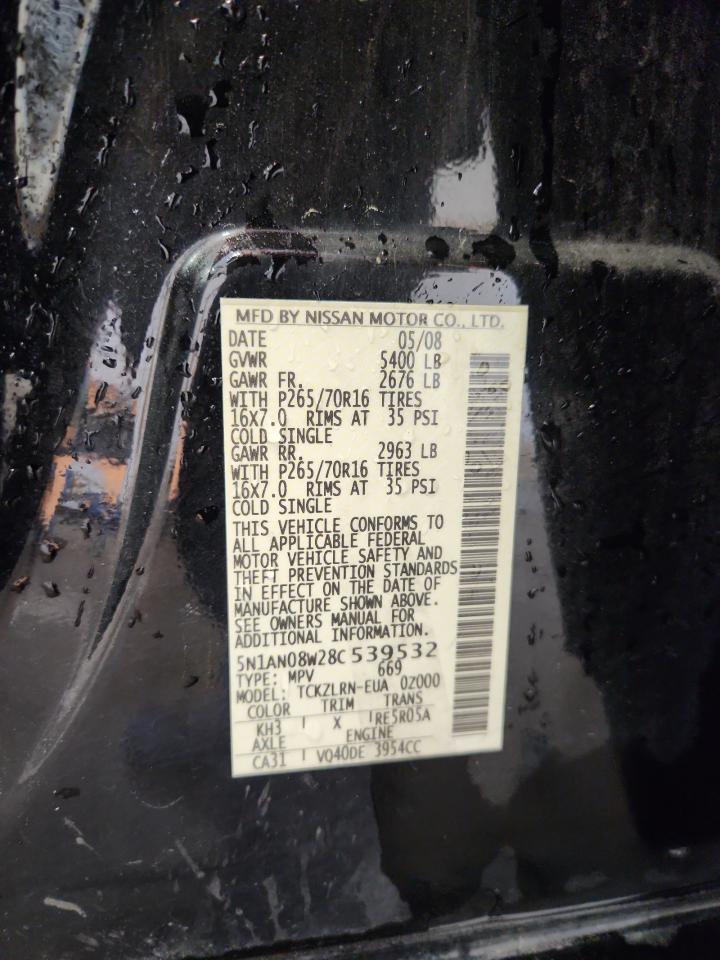 MFD BY NISSAN MOTOR CO., LTD.
DATE 05/08
GVWR 5400 LB
GAWR FR. 2676 LB
WITH P265/70R16 TIRES
16X7.0 RIMS AT 35 PSI
COLD SINGLE
GAWR RR. 2963 LB
WITH P265/70R16 TIRES
16X7.0 RIMS AT 35 PSI
COLD SINGLE
THIS VEHICLE CONFORMS TO
ALL APPLICABLE FEDERAL
MOTOR VEHICLE SAFETY AND
THEFT PREVENTION STANDARDS
IN EFFECT ON THE DATE OF
MANUFACTURE SHOWN ABOVE.
SEE OWNERS MANUAL FOR
ADDITIONAL INFORMATION.
5N1AN08W28C539532
TYPE: MPV 669
MODEL: TCKZLRN-EUA 0Z000
COLOR TRIM TRANS
KH3 X RE5R05A
AXLE ENGINE
CA31 VQ40DE 3954CC